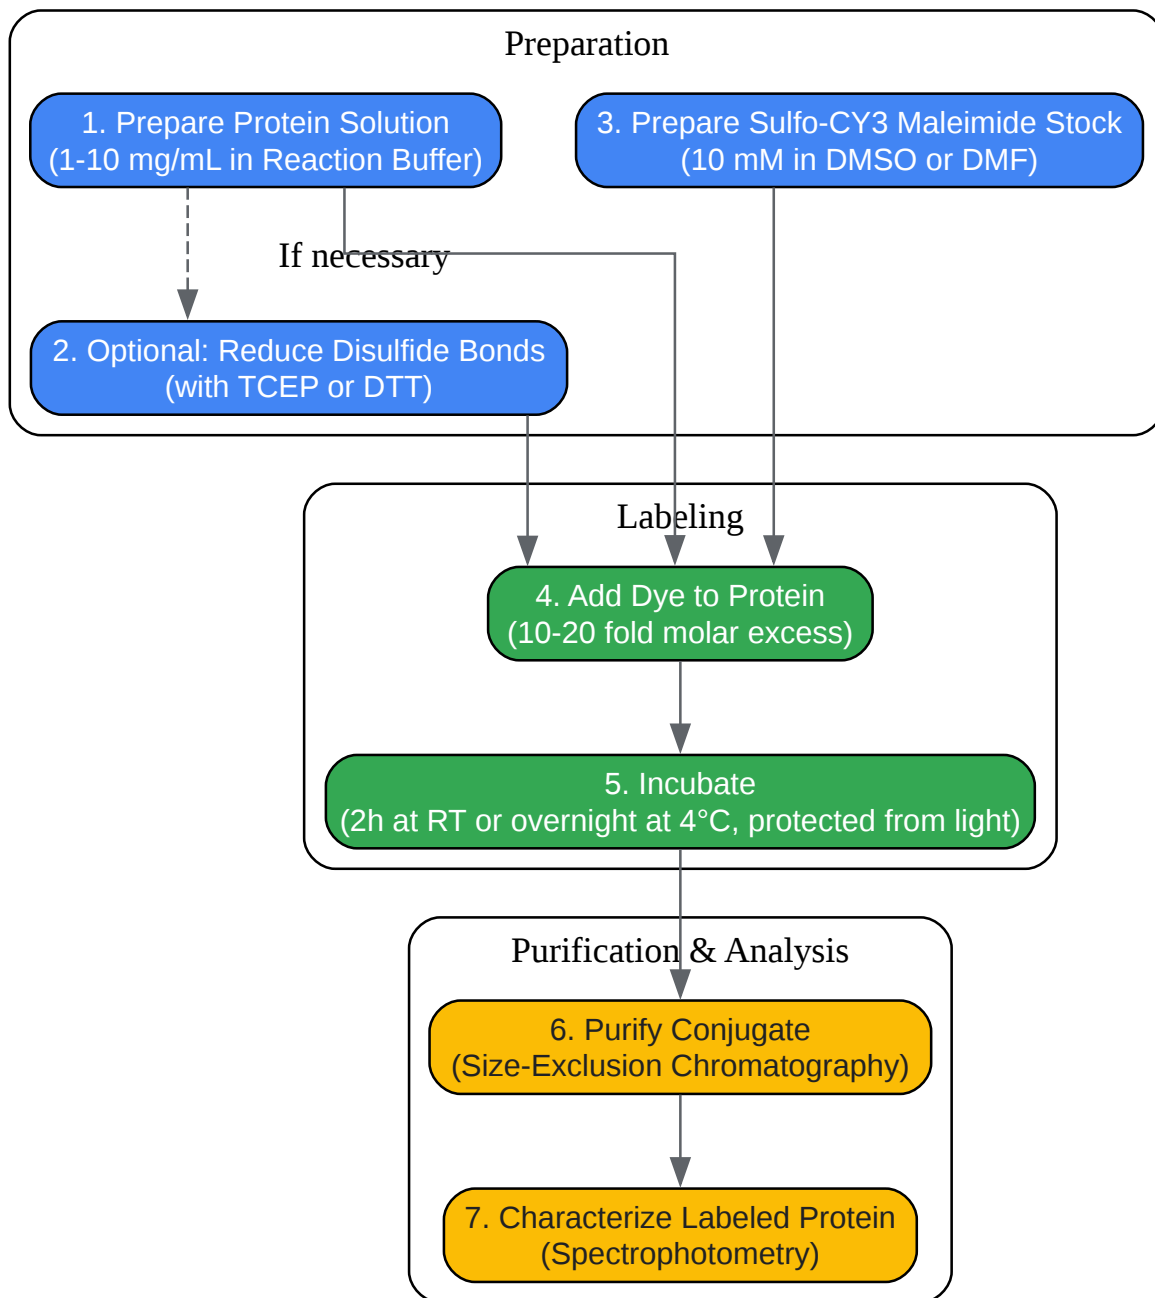 Preparation
1. Prepare Protein Solution
(1-10 mg/mL in Reaction Buffer)
3. Prepare Sulfo-CY3 Maleimide Stock
(10 mM in DMSO or DMF)
If necessary
2. Optional: Reduce Disulfide Bonds
(with TCEP or DTT)
Labeling
4. Add Dye to Protein
(10-20 fold molar excess)
5. Incubate
(2h at RT or overnight at 4°C, protected from light)
Purification & Analysis
6. Purify Conjugate
(Size-Exclusion Chromatography)
7. Characterize Labeled Protein
(Spectrophotometry)